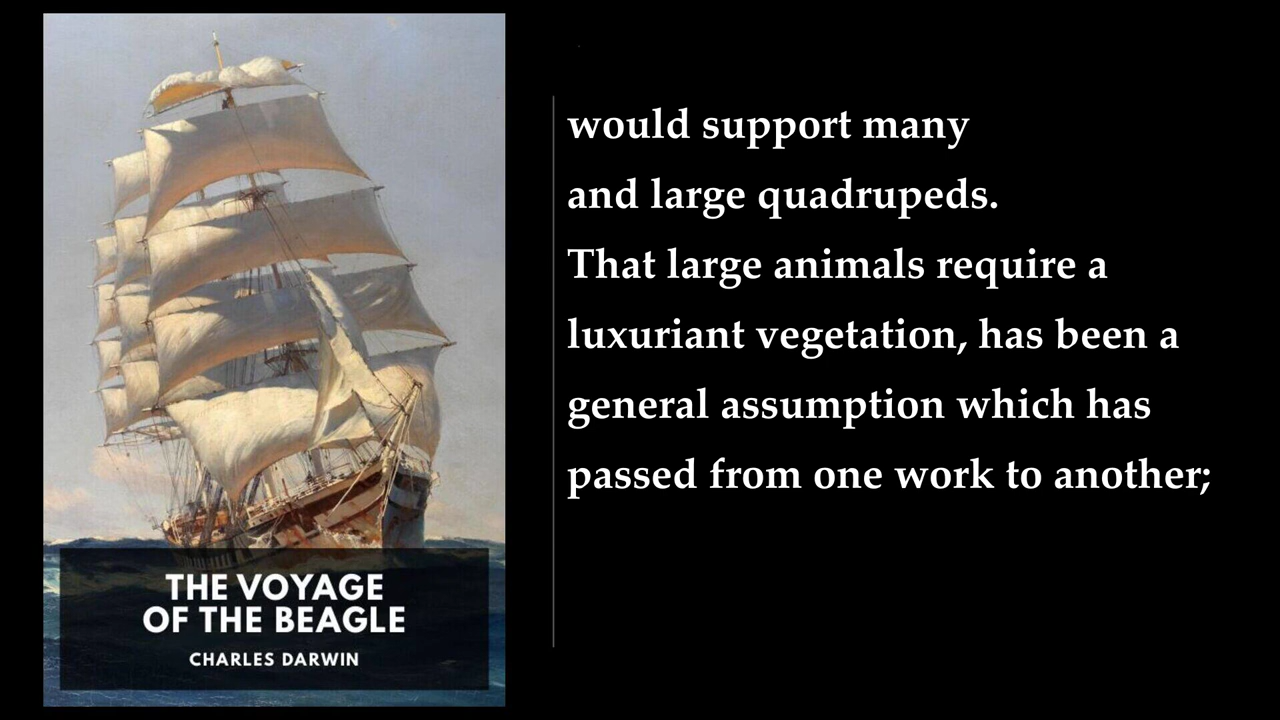 THE VOYAGE
OF THE BEAGLE
CHARLES DARWIN
would support many
and large quadrupeds.
That large animals require a
luxuriant vegetation, has been a
general assumption which has
passed from one work to another;